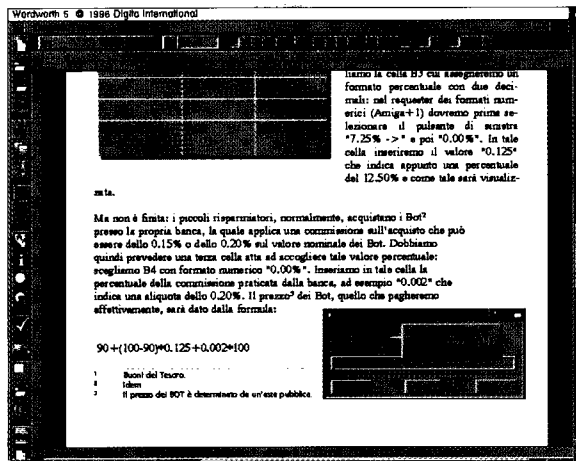 Wordworth 5 © 1996 Digita International
liamo la cella B3 cui assegneremo un
formato percentuale con due deci-
mali: nel requester dei formati num-
erici (Amiga+1) dovremo prima se-
lezionare il pulsante di sinistra
"7.25% ->" e poi "0.00%". In tale
cella inseriremo il valore "0.125"
che indica appunto una percentuale
del 12.50% e come tale sarà visualiz-
zata.
Ma non è finita: i piccoli risparmiatori, normalmente, acquistano i Bot²
presso la propria banca, la quale applica una commissione sull'acquisto che può
essere dello 0.15% o dello 0.20% sul valore nominale dei Bot. Dobbiamo
quindi prevedere una terza cella atta ad accogliere tale valore percentuale:
scegliamo B4 con formato numerico "0.00%". Inseriamo in tale cella la
percentuale della commissione praticata dalla banca, ad esempio "0.002" che
indica una aliquota dello 0.20%. Il prezzo³ dei Bot, quello che pagheremo
effettivamente, sarà dato dalla formula:
90+(100-90)*0.125+0.002*100
1 Buoni del Tesoro.
2 Idem
3 Il prezzo dei BOT è determinato da un'asta pubblica.